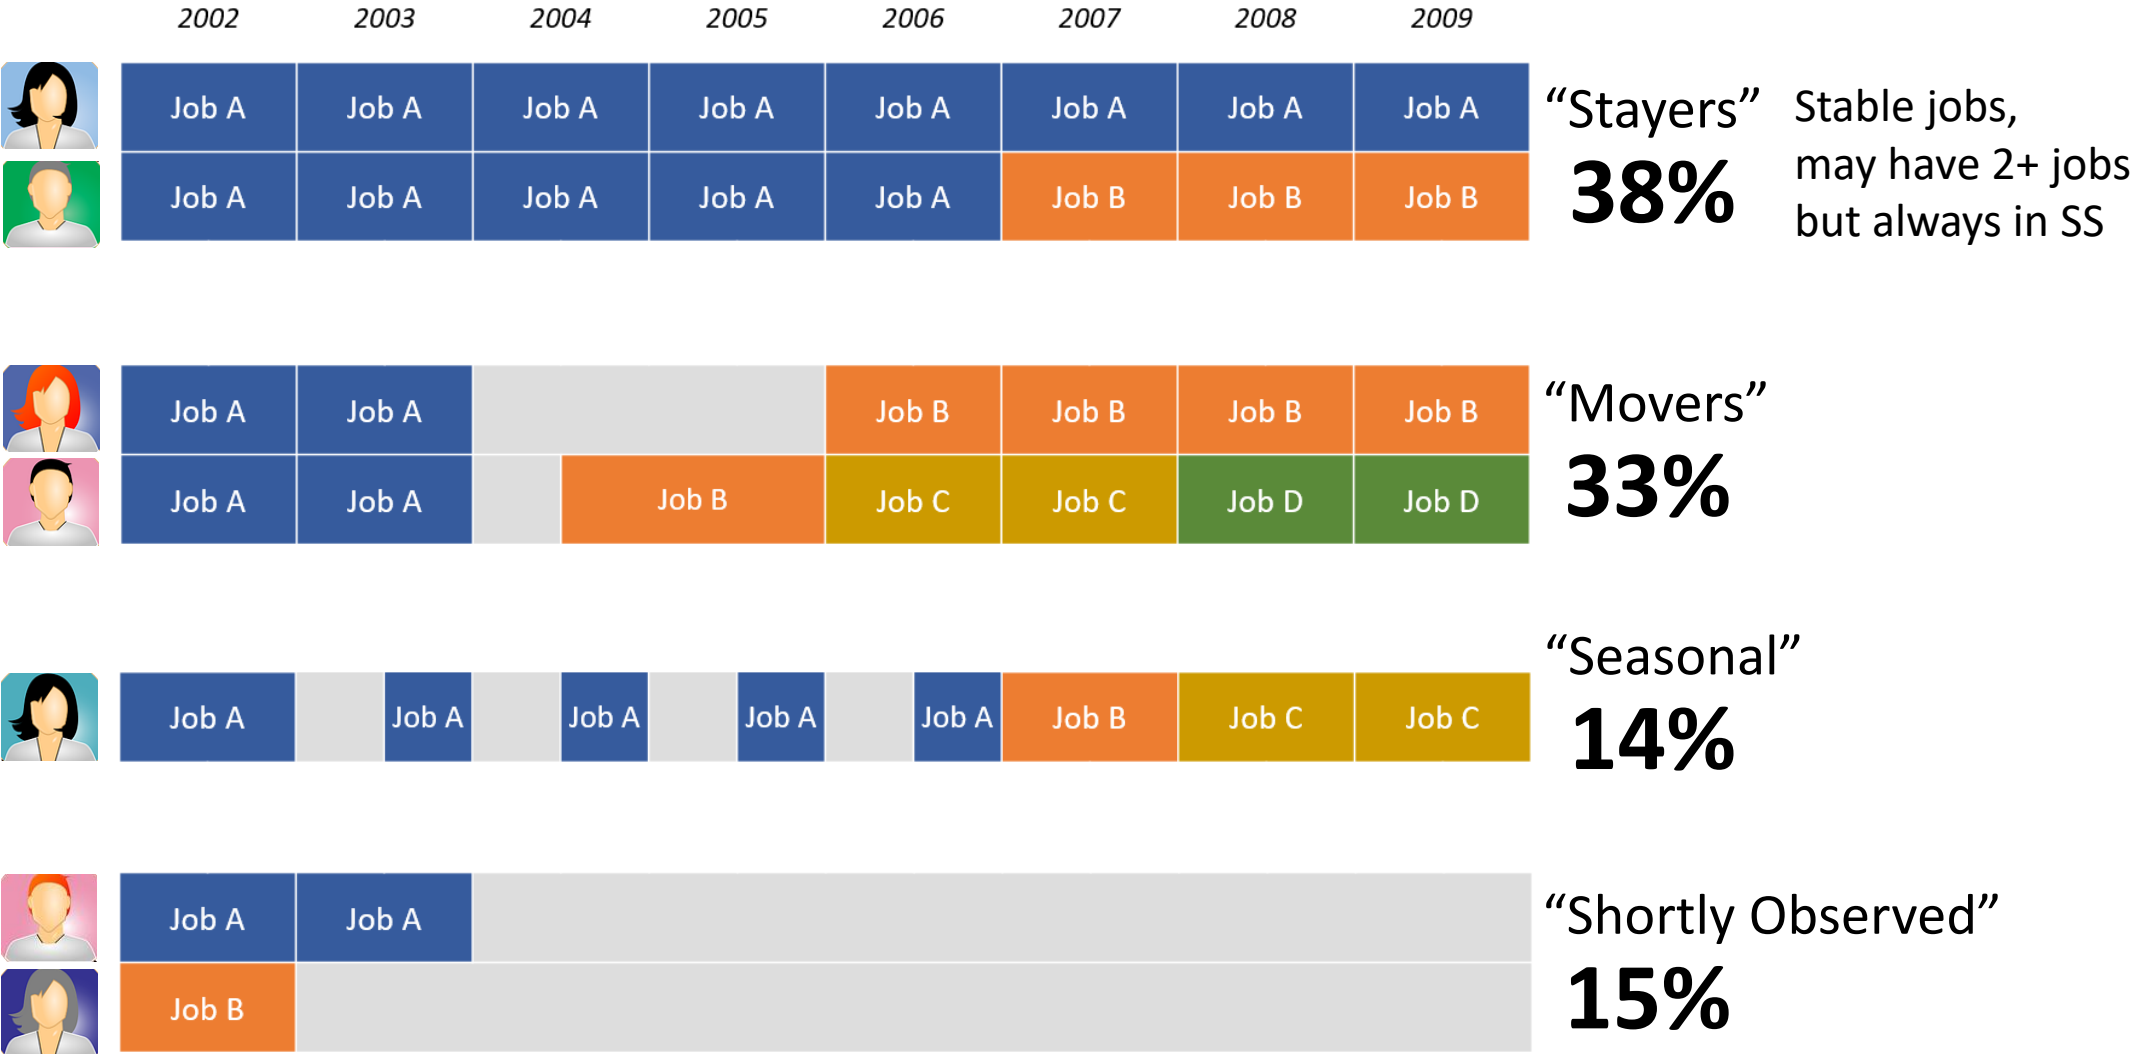 2002 2003 2004 2005 2006 2007 2008 2009
Job A Job A Job A Job A Job A Job A Job A Job A
Job A Job A Job A Job A Job A Job B Job B Job B
“Stayers”
38%
Stable jobs,
may have 2+ jobs
but always in SS
Job A Job A Job B Job B Job B Job B
Job A Job A Job B Job C Job C Job D Job D
“Movers”
33%
Job A Job A Job A Job A Job A Job B Job C Job C
“Seasonal”
14%
Job A Job A
Job B
“Shortly Observed”
15%